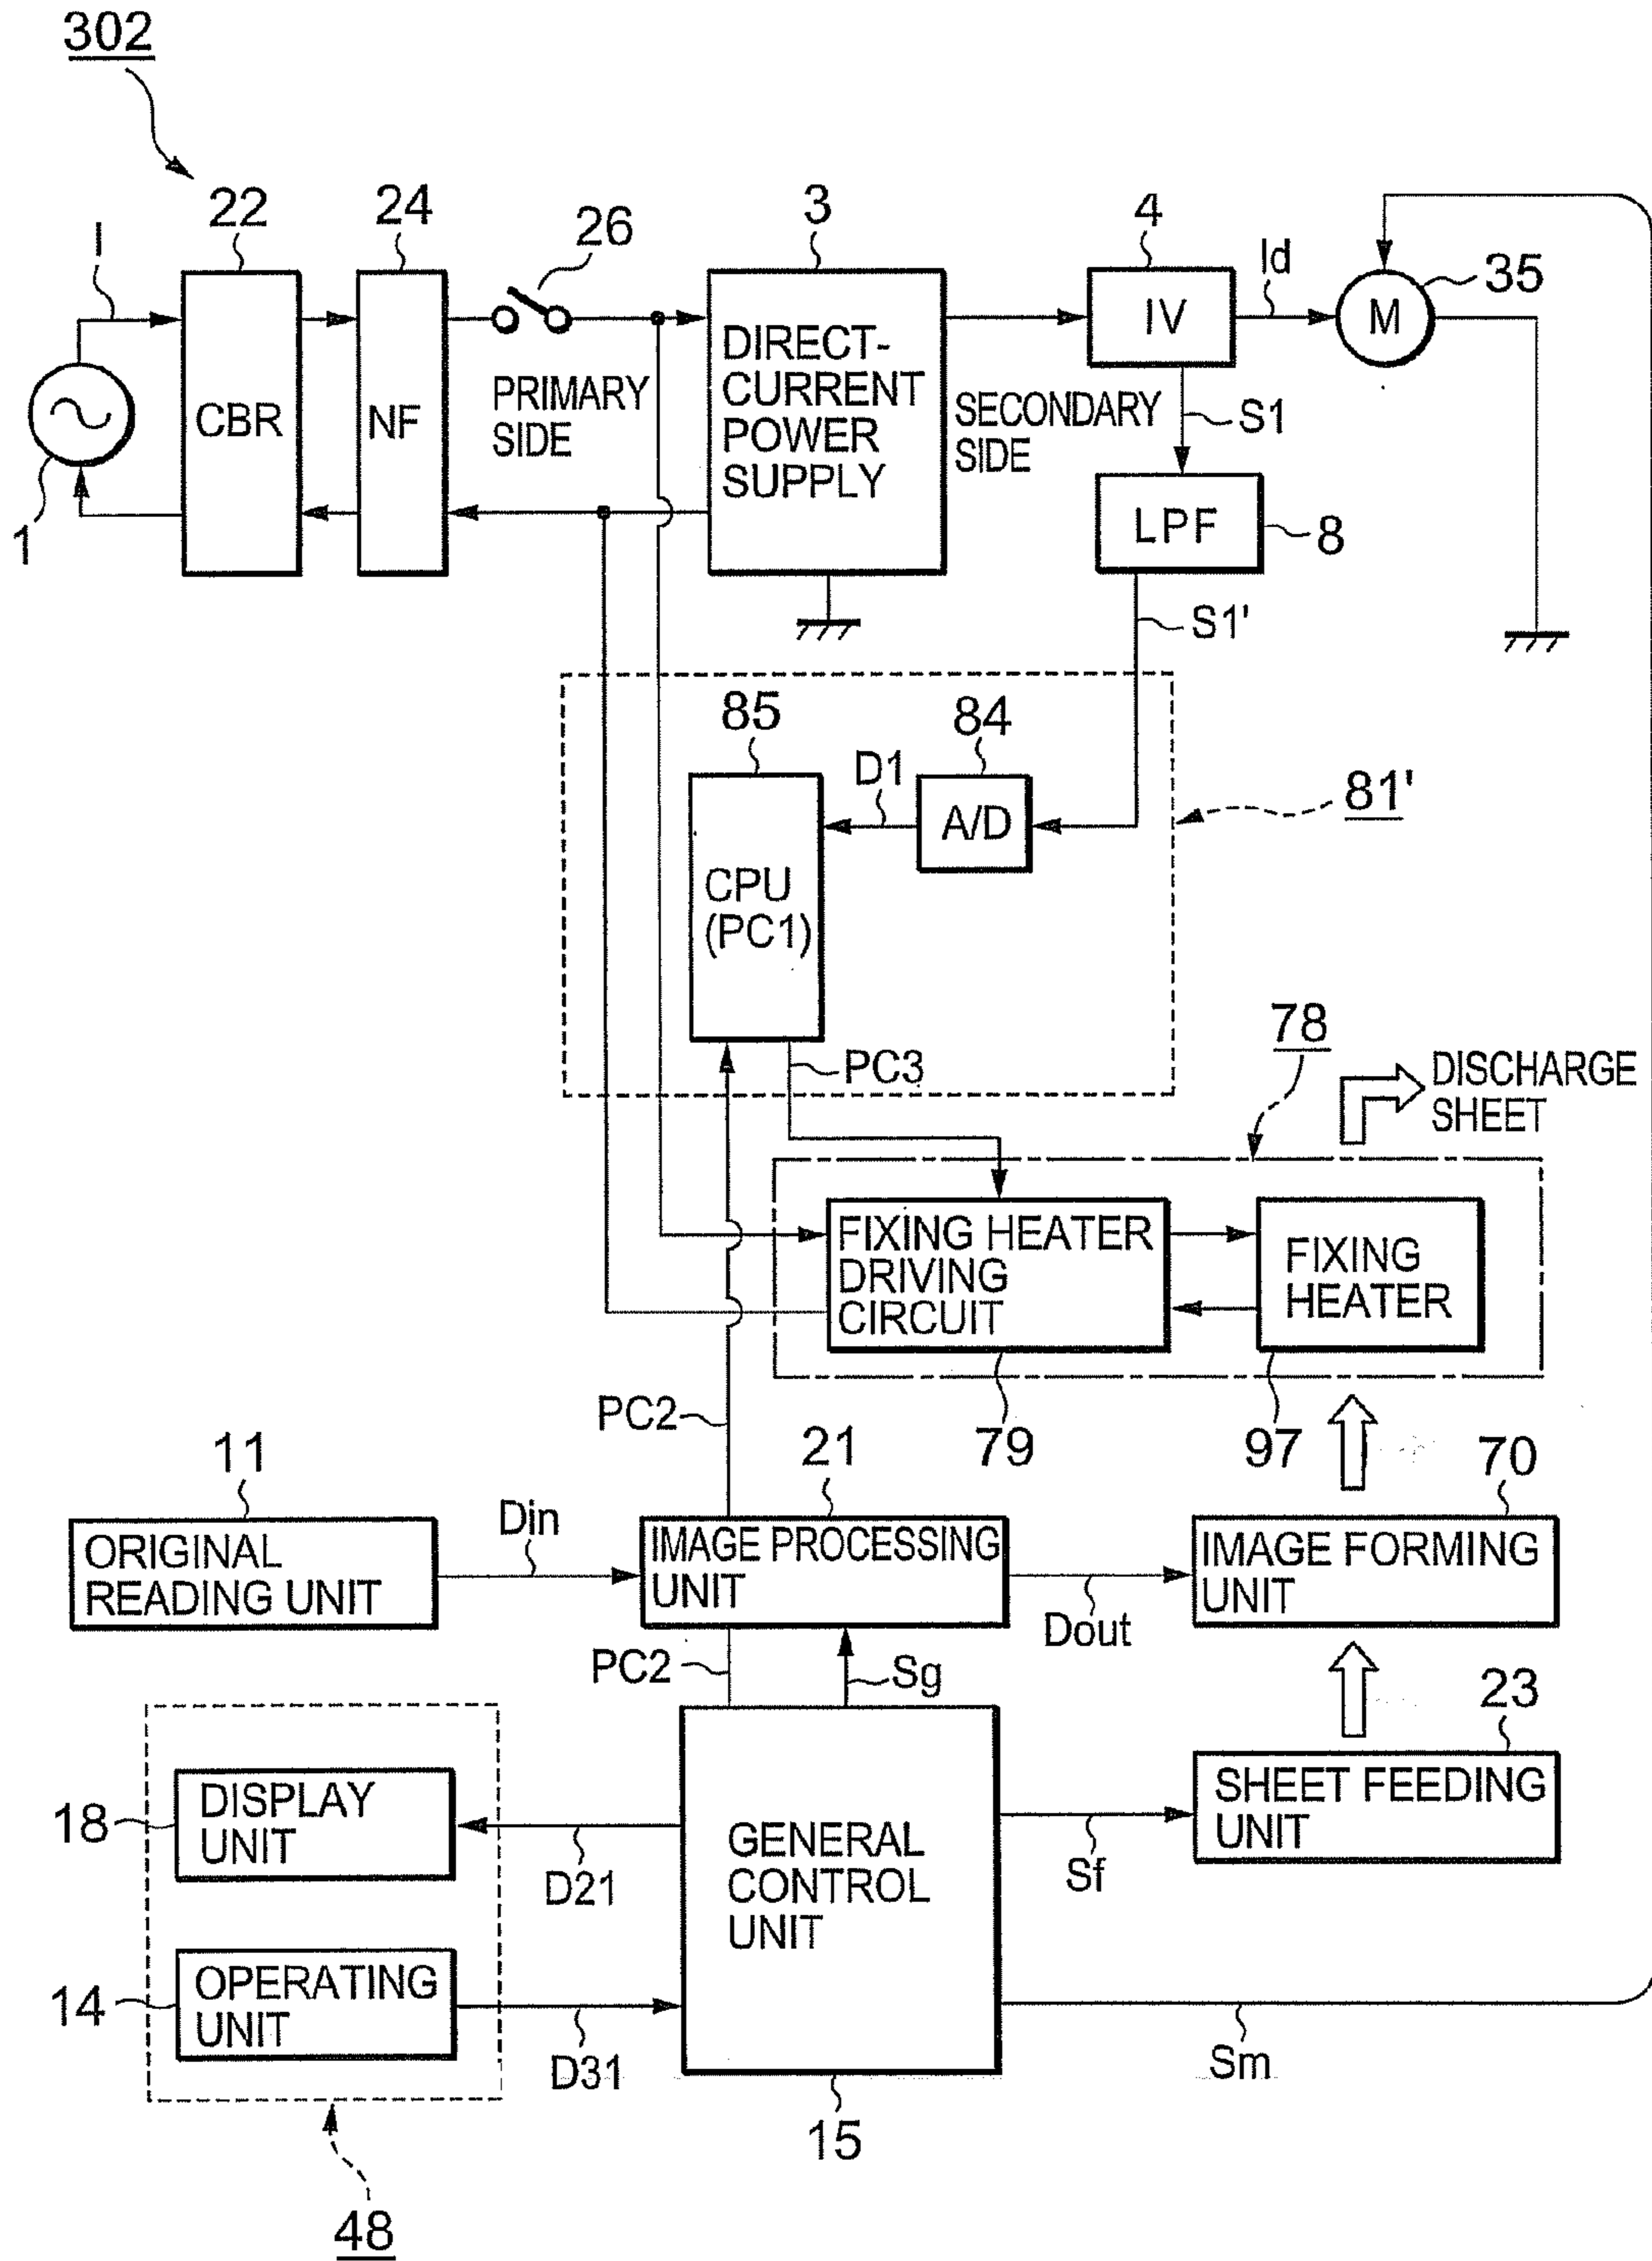 302
I
22
24
26
3
4
Id
35
CBR
NF
PRIMARY
SIDE
DIRECT-
CURRENT
POWER
SUPPLY
SECONDARY
SIDE
IV
M
S1
1
LPF
8
S1'
85
84
D1
81'
CPU
(PC1)
A/D
PC3
78
DISCHARGE
SHEET
FIXING HEATER
DRIVING
CIRCUIT
FIXING
HEATER
PC2
79
97
11
21
70
ORIGINAL
READING UNIT
Din
IMAGE PROCESSING
UNIT
Dout
IMAGE FORMING
UNIT
PC2
Sg
23
18
DISPLAY
UNIT
D21
GENERAL
CONTROL
UNIT
Sf
SHEET FEEDING
UNIT
14
OPERATING
UNIT
D31
Sm
15
48